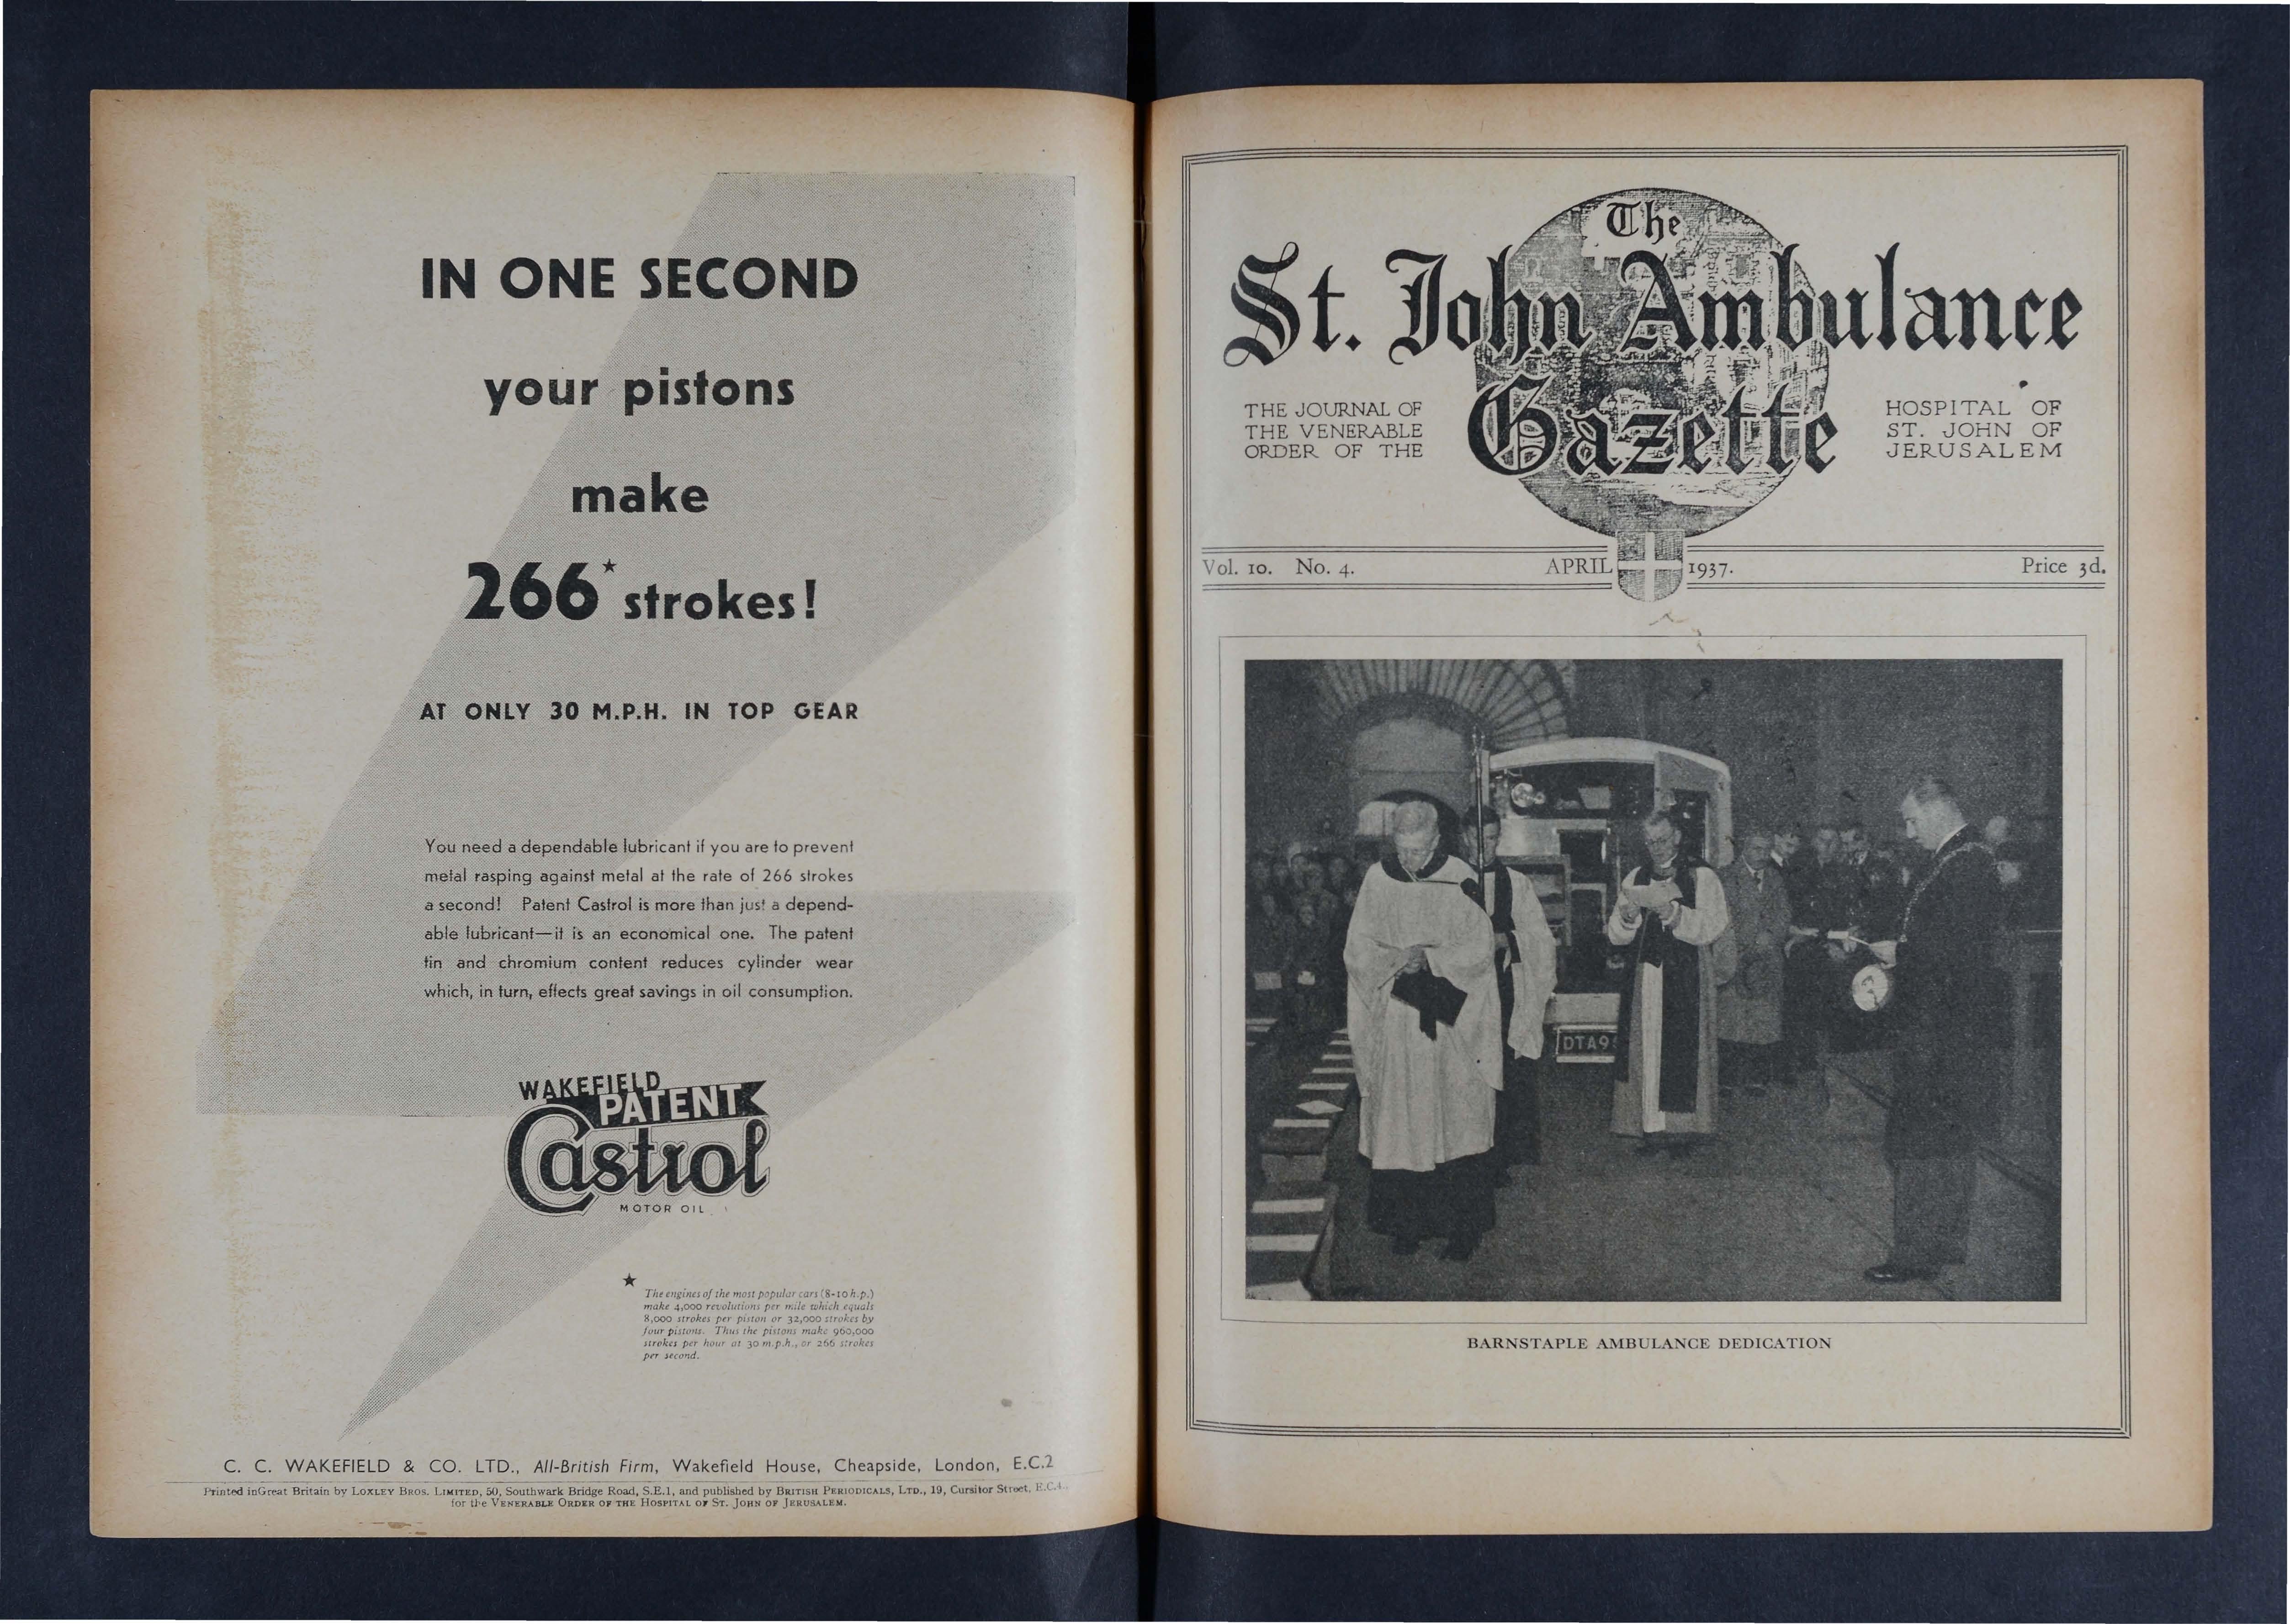 IN ONE SECOND
your pistons
make
266* strokes!
AT ONLY 30 M.P.H. IN TOP GEAR
You need a dependable lubricant if you are to prevent
metal rasping against metal at the rate of 266 strokes
a second! Patent Castrol is more than just a depend-
able lubricant—it is an economical one. The patent
tin and chromium content reduces cylinder wear
which, in turn, effects great savings in oil consumption.
WAKEFIELD
PATENT
Castrol
MOTOR OIL
★
The engines of the most popular cars (8-10 h.p.)
make 4,000 revolutions per mile which equals
8,000 strokes per piston or 32,000 strokes by
four pistons. Thus the pistons make 960,000
strokes per hour at 30 m.p.h., or 266 strokes
per second.
C. C. WAKEFIELD & CO. LTD., All-British Firm, Wakefield House, Cheapside, London, E.C.2
Printed inGreat Britain by LOXLEY BROS. LIMITED, 50, Southwark Bridge Road, S.E.1, and published by BRITISH PERIODICALS, LTD., 19, Cursitor Street, E.C.4.,
for the VENERABLE ORDER OF THE HOSPITAL OF ST. JOHN OF JERUSALEM.
The
St. John Ambulance
Gazette
THE JOURNAL OF
THE VENERABLE
ORDER OF THE
HOSPITAL OF
ST. JOHN OF
JERUSALEM
Vol. 10. No. 4. APRIL 1937. Price 3d.
DTA9
BARNSTAPLE AMBULANCE DEDICATION